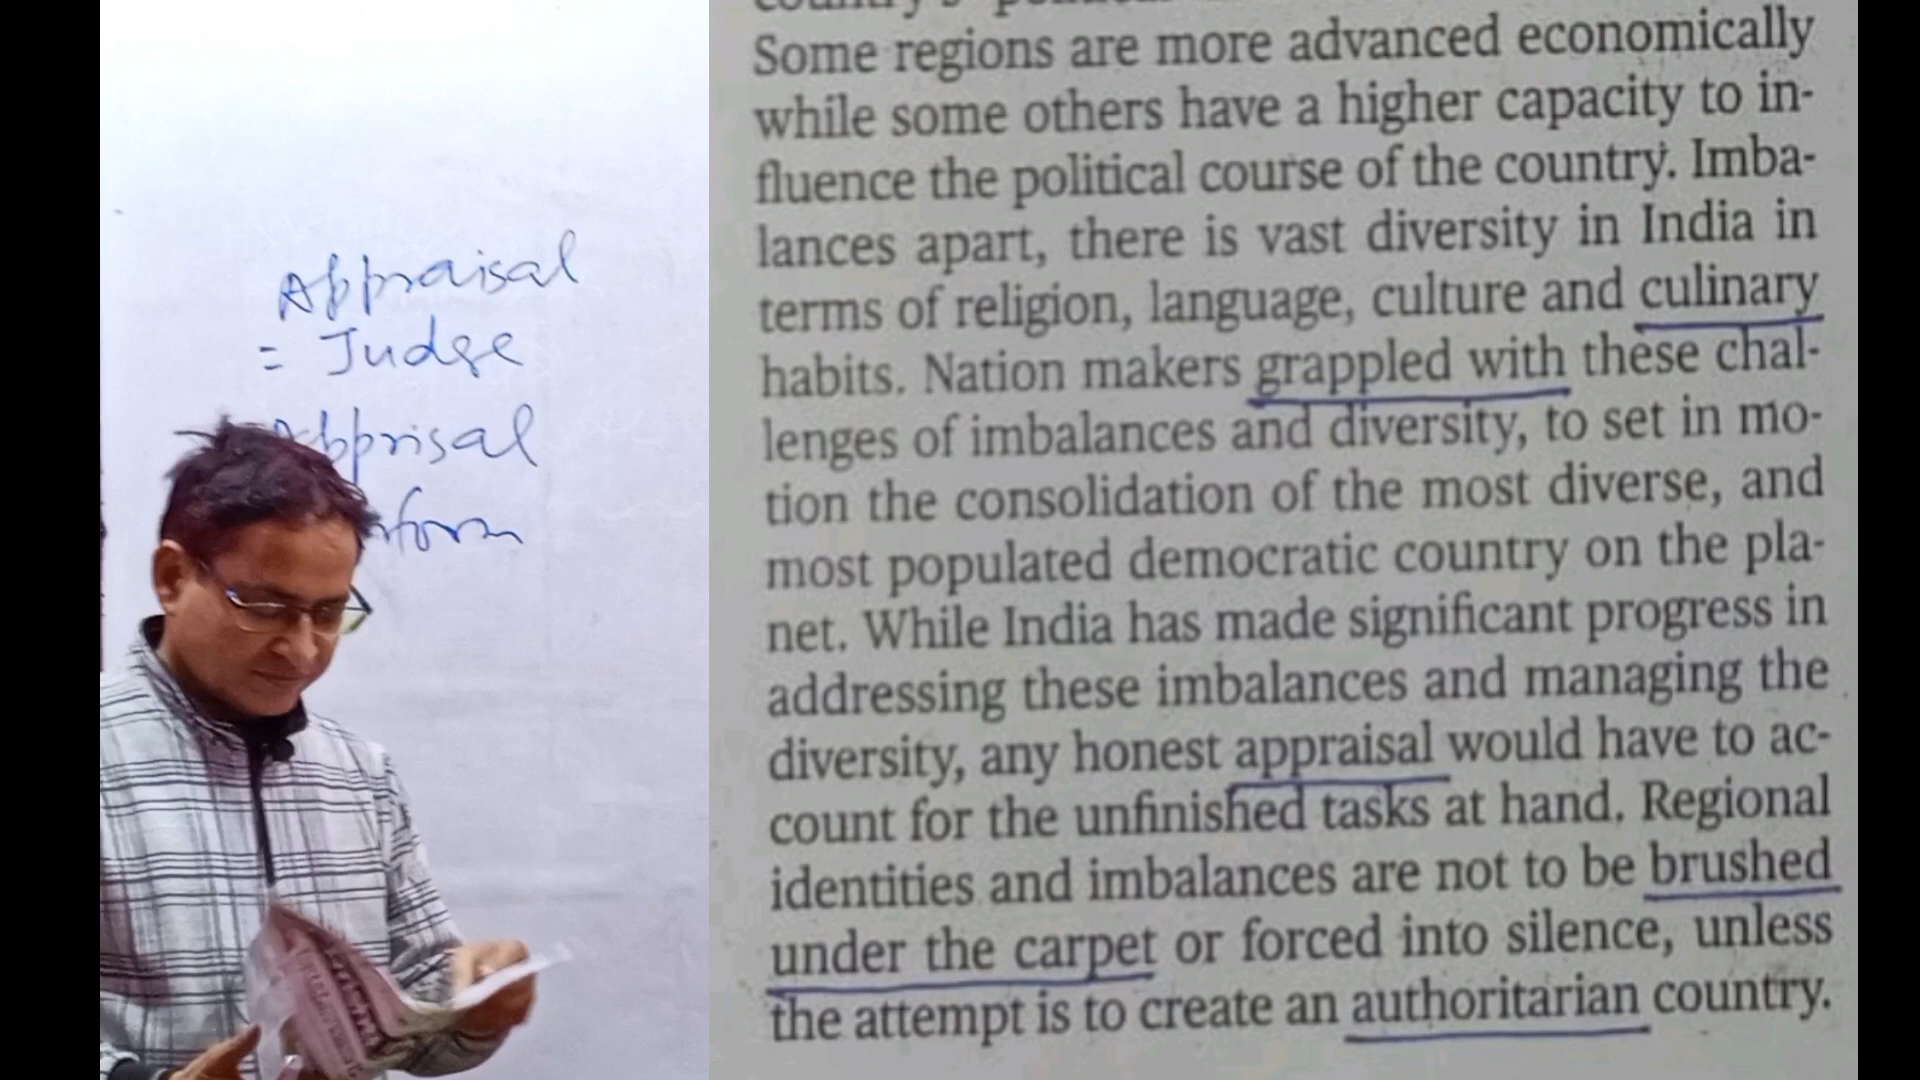 Appraisal
= Judge
Apprisal
nform
Some regions are more advanced economically
while some others have a higher capacity to in-
fluence the political course of the country. Imba-
lances apart, there is vast diversity in India in
terms of religion, language, culture and culinary
habits. Nation makers grappled with these chal-
lenges of imbalances and diversity, to set in mo-
tion the consolidation of the most diverse, and
most populated democratic country on the pla-
net. While India has made significant progress in
addressing these imbalances and managing the
diversity, any honest appraisal would have to ac-
count for the unfinished tasks at hand. Regional
identities and imbalances are not to be brushed
under the carpet or forced into silence, unless
the attempt is to create an authoritarian country.